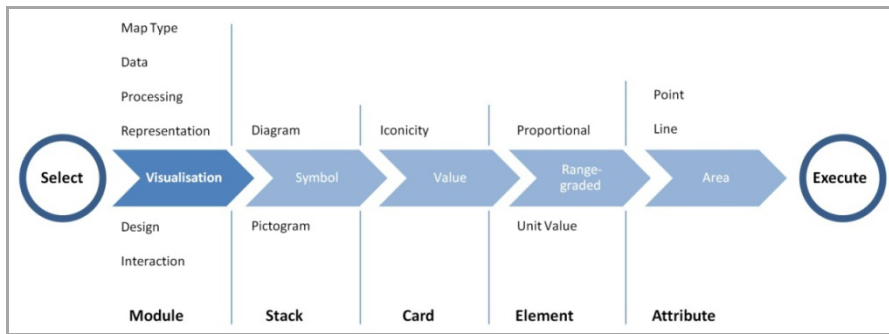 Map Type
Data
Processing
Representation
Diagram
Iconicity
Proportional
Point
Line
Select
Visualisation
Symbol
Value
Range-
graded
Area
Execute
Design
Interaction
Pictogram
Unit Value
Module
Stack
Card
Element
Attribute